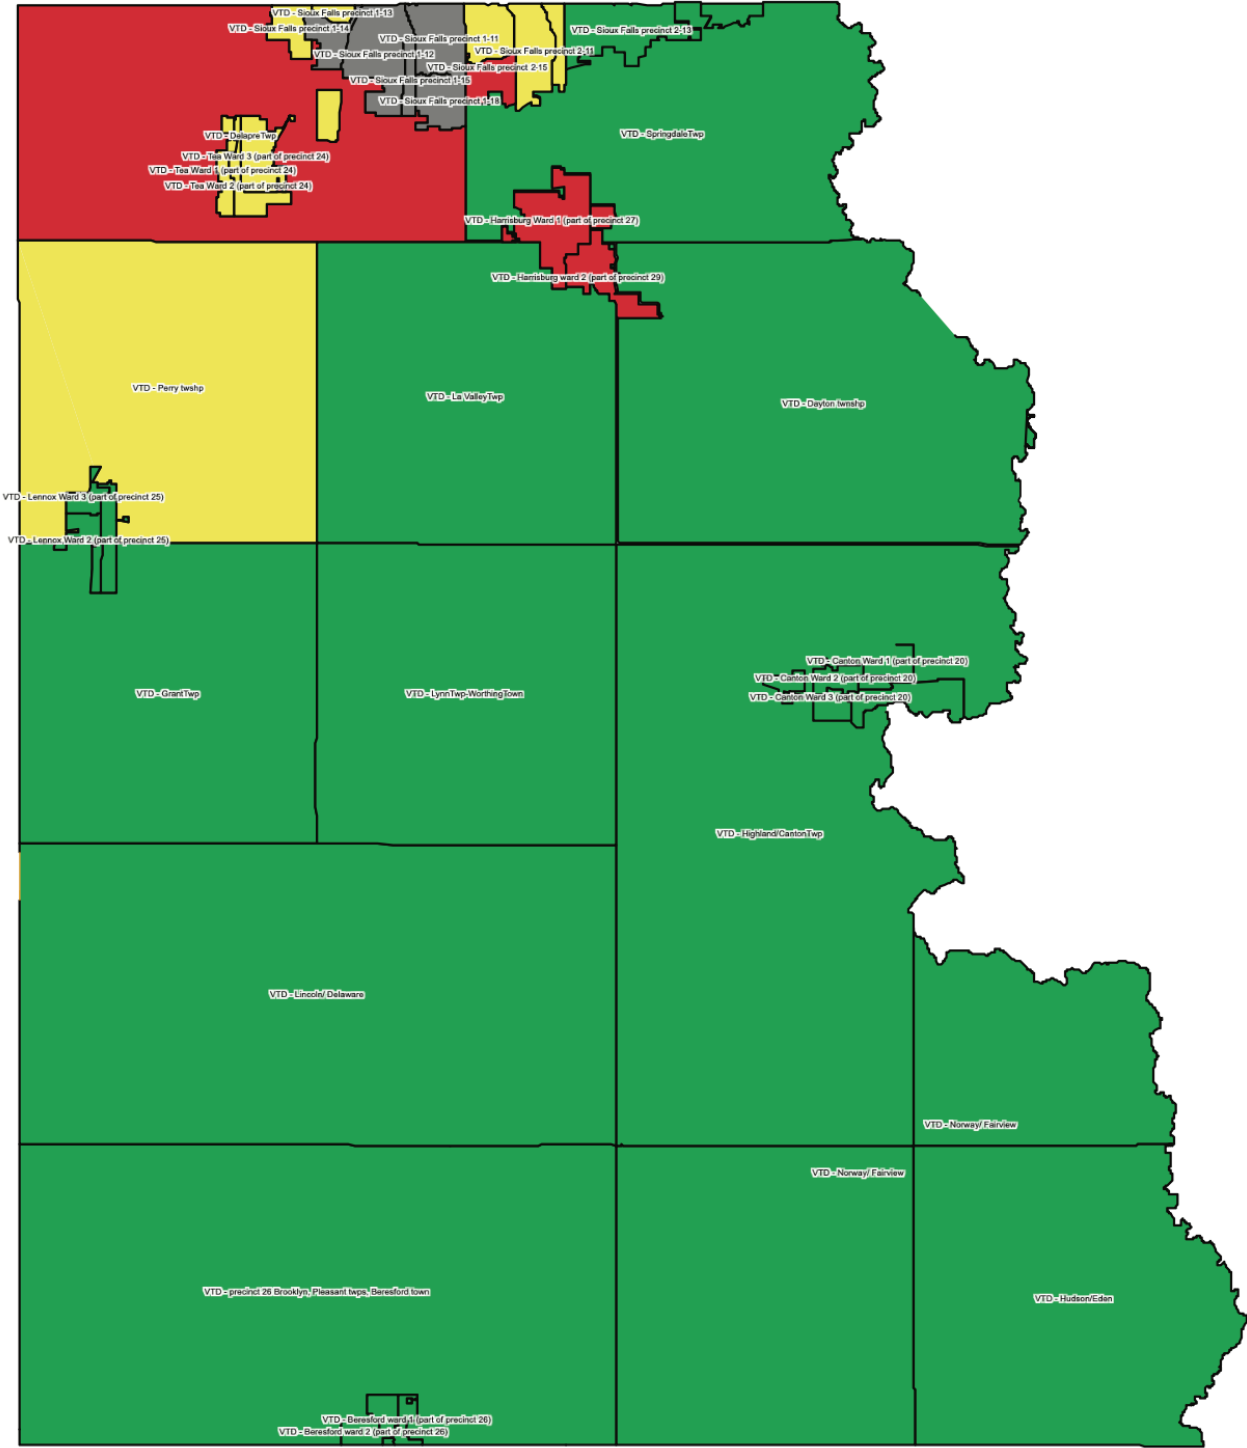 VTD - Sioux Falls precinct 1-13
VTD - Sioux Falls precinct 1-14
VTD - Sioux Falls precinct 2-13
VTD - Sioux Falls precinct 1-11
VTD - Sioux Falls precinct 2-11
VTD - Sioux Falls precinct 1-12
VTD - Sioux Falls precinct 2-15
VTD - Sioux Falls precinct 1-15
VTD - Sioux Falls precinct 1-18
VTD - SpringdaleTwp
VTD - DelapreTwp
VTD - Tea Ward 3 (part of precinct 24)
VTD - Tea Ward 1 (part of precinct 24)
VTD - Tea Ward 2 (part of precinct 24)
VTD - Harrisburg Ward 1 (part of precinct 27)
VTD - Harrisburg ward 2 (part of precinct 29)
VTD - Perry twshp
VTD - La ValleyTwp
VTD - Dayton twnshp
VTD - Lennox Ward 3 (part of precinct 25)
VTD - Lennox Ward 2 (part of precinct 25)
VTD - Canton Ward 1 (part of precinct 20)
VTD - Canton Ward 2 (part of precinct 20)
VTD - GrantTwp
VTD - LynnTwp-WorthingTown
VTD - Canton Ward 3 (part of precinct 20)
VTD - Highland/CantonTwp
VTD - Lincoln/ Delaware
VTD - Norway/ Fairview
VTD - Norway/ Fairview
VTD - precinct 26 Brooklyn, Pleasant twps, Beresford town
VTD - Hudson/Eden
VTD - Beresford ward 1 (part of precinct 26)
VTD - Beresford ward 2 (part of precinct 26)